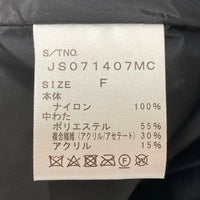 S/TNO.
JS071407MC
SIZE F
本体
ナイロン 100%
中わた
ポリエステル 55%
複合繊維(アクリル/アセテート) 30%
アクリル 15%